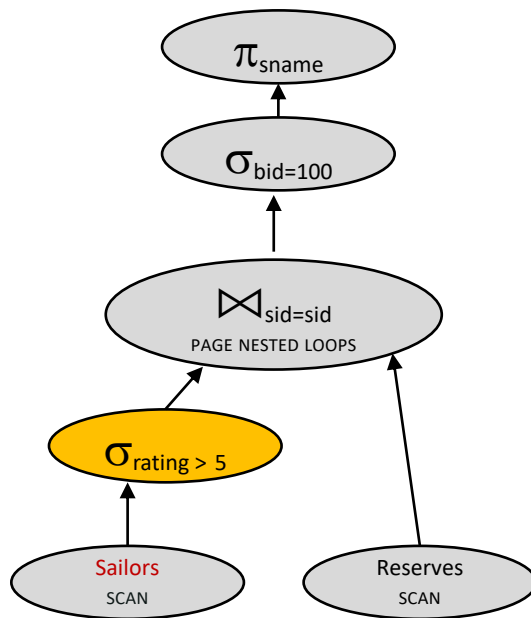 πsname
σbid=100
⋈sid=sid
PAGE NESTED LOOPS
σrating > 5
Sailors
SCAN
Reserves
SCAN